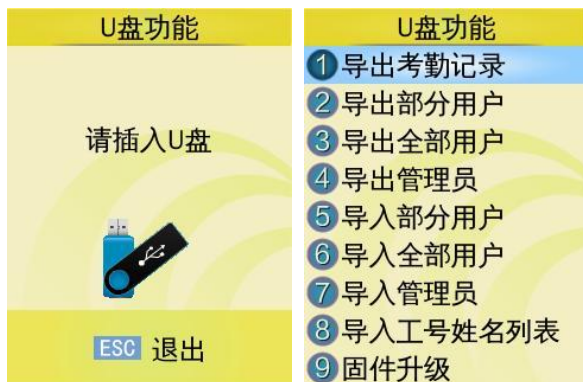 U盘功能
请插入U盘
ESC 退出
U盘功能
1 导出考勤记录
2 导出部分用户
3 导出全部用户
4 导出管理员
5 导入部分用户
6 导入全部用户
7 导入管理员
8 导入工号姓名列表
9 固件升级